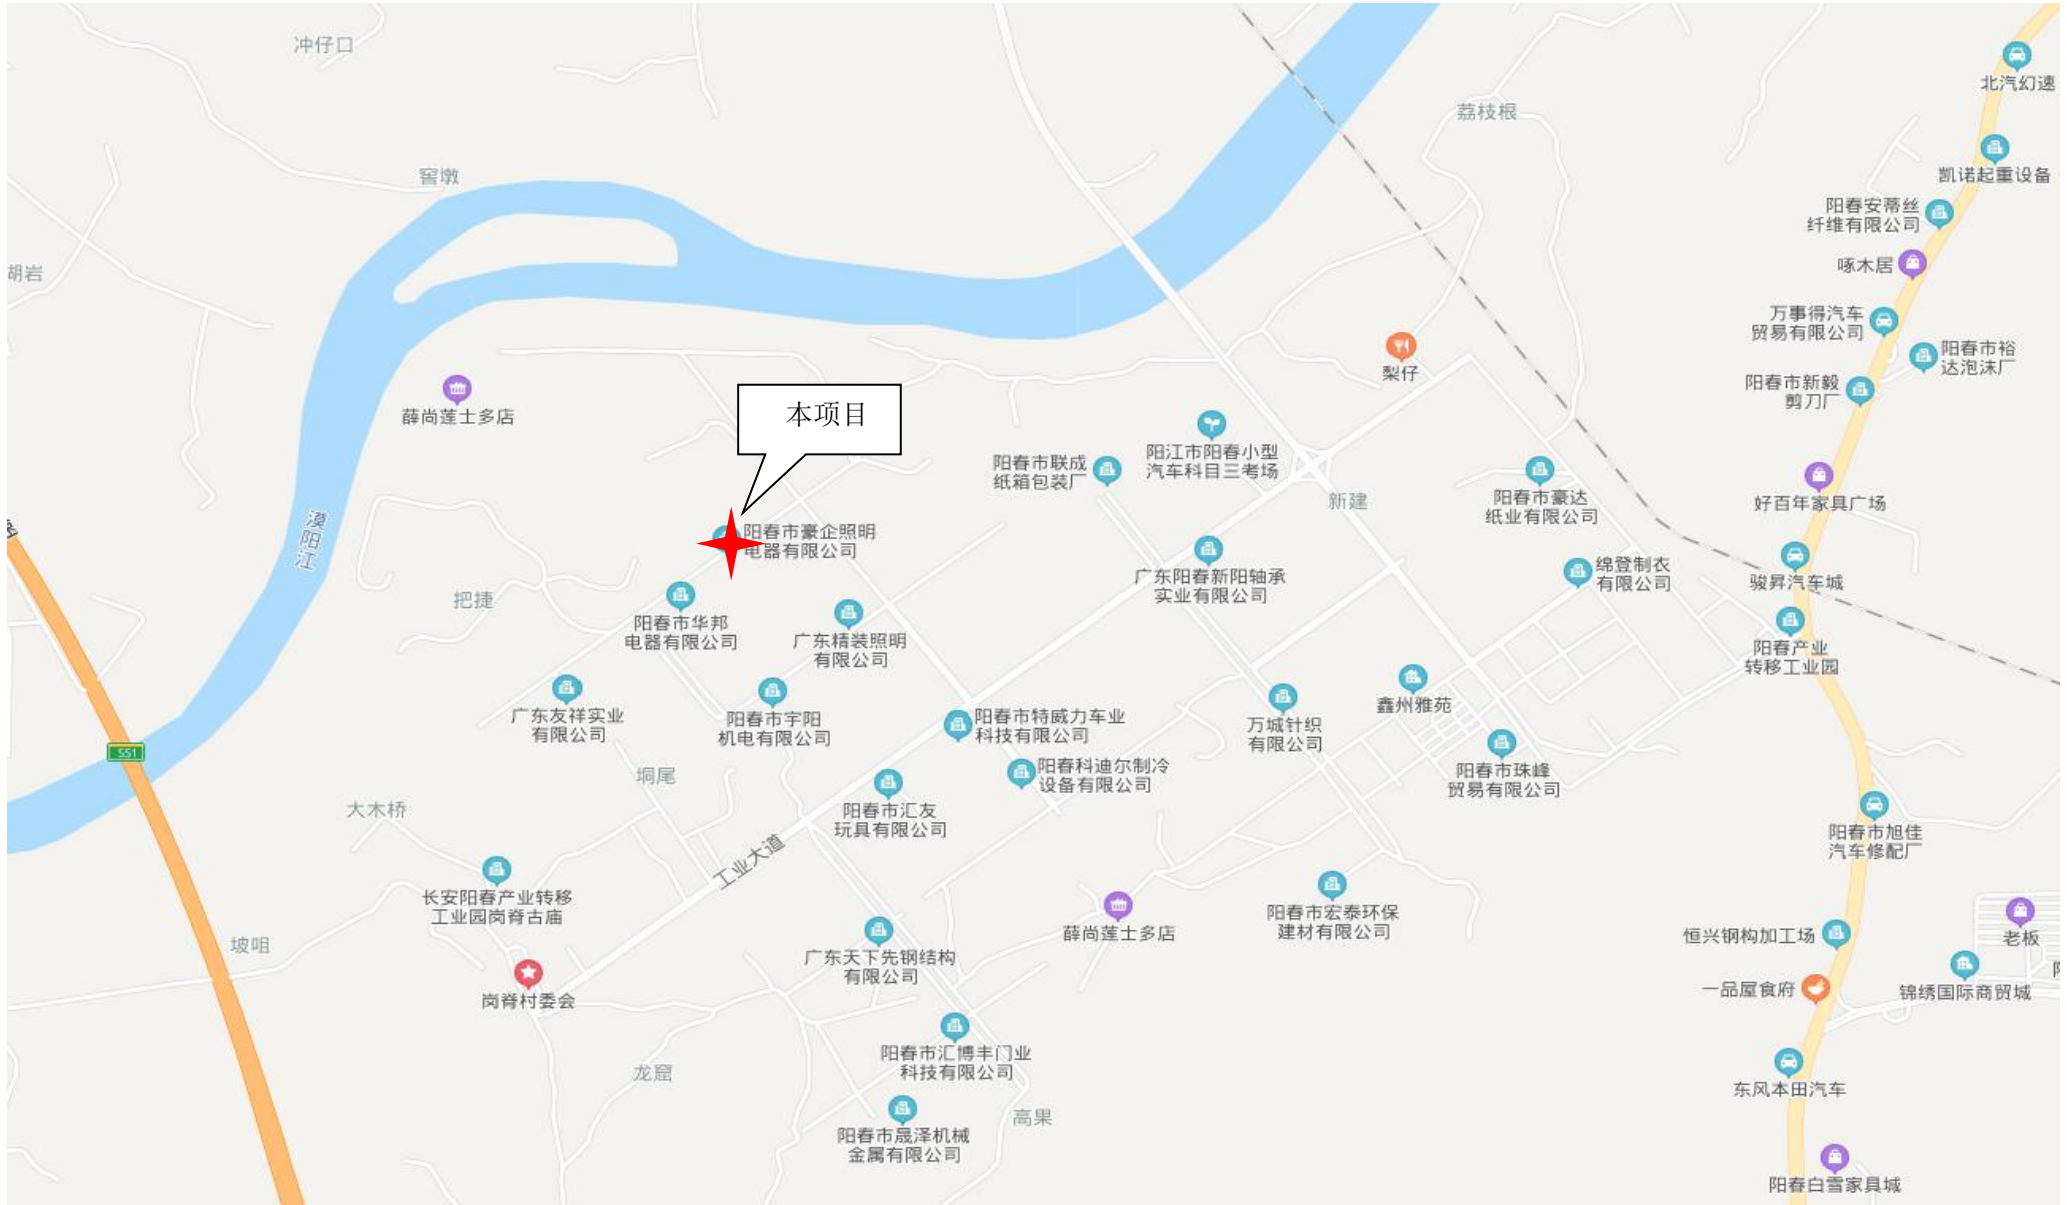 冲仔口
北汽幻速
荔枝根
凯诺起重设备
窖墩
阳春安蒂丝
纤维有限公司
啄木居
胡岩
万事得汽车
贸易有限公司
阳春市裕
达泡沫厂
梨仔
阳春市新毅
剪刀厂
薛尚莲士多店
本项目
阳江市阳春小型
汽车科目三考场
阳春市联成
纸箱包装厂
新建
阳春市豪达
纸业有限公司
好百年家具广场
漠阳江
阳春市豪企照明
电器有限公司
广东阳春新阳轴承
实业有限公司
绵登制衣
有限公司
骏昇汽车城
把捷
阳春市华邦
电器有限公司
广东精装照明
有限公司
阳春产业
转移工业园
广东友祥实业
有限公司
阳春市宇阳
机电有限公司
阳春市特威力车业
科技有限公司
万城针织
有限公司
鑫州雅苑
S51
垌尾
阳春科迪尔制冷
设备有限公司
阳春市珠峰
贸易有限公司
大木桥
阳春市汇友
玩具有限公司
阳春市旭佳
汽车修配厂
工业大道
长安阳春产业转移
工业园岗脊古庙
阳春市宏泰环保
建材有限公司
薛尚莲士多店
坡咀
恒兴钢构加工场
老板
广东天下先钢结构
有限公司
岗脊村委会
一品屋食府
锦绣国际商贸城
阳春市汇博丰门业
科技有限公司
龙窟
东风本田汽车
高果
阳春市晟泽机械
金属有限公司
阳春白雪家具城